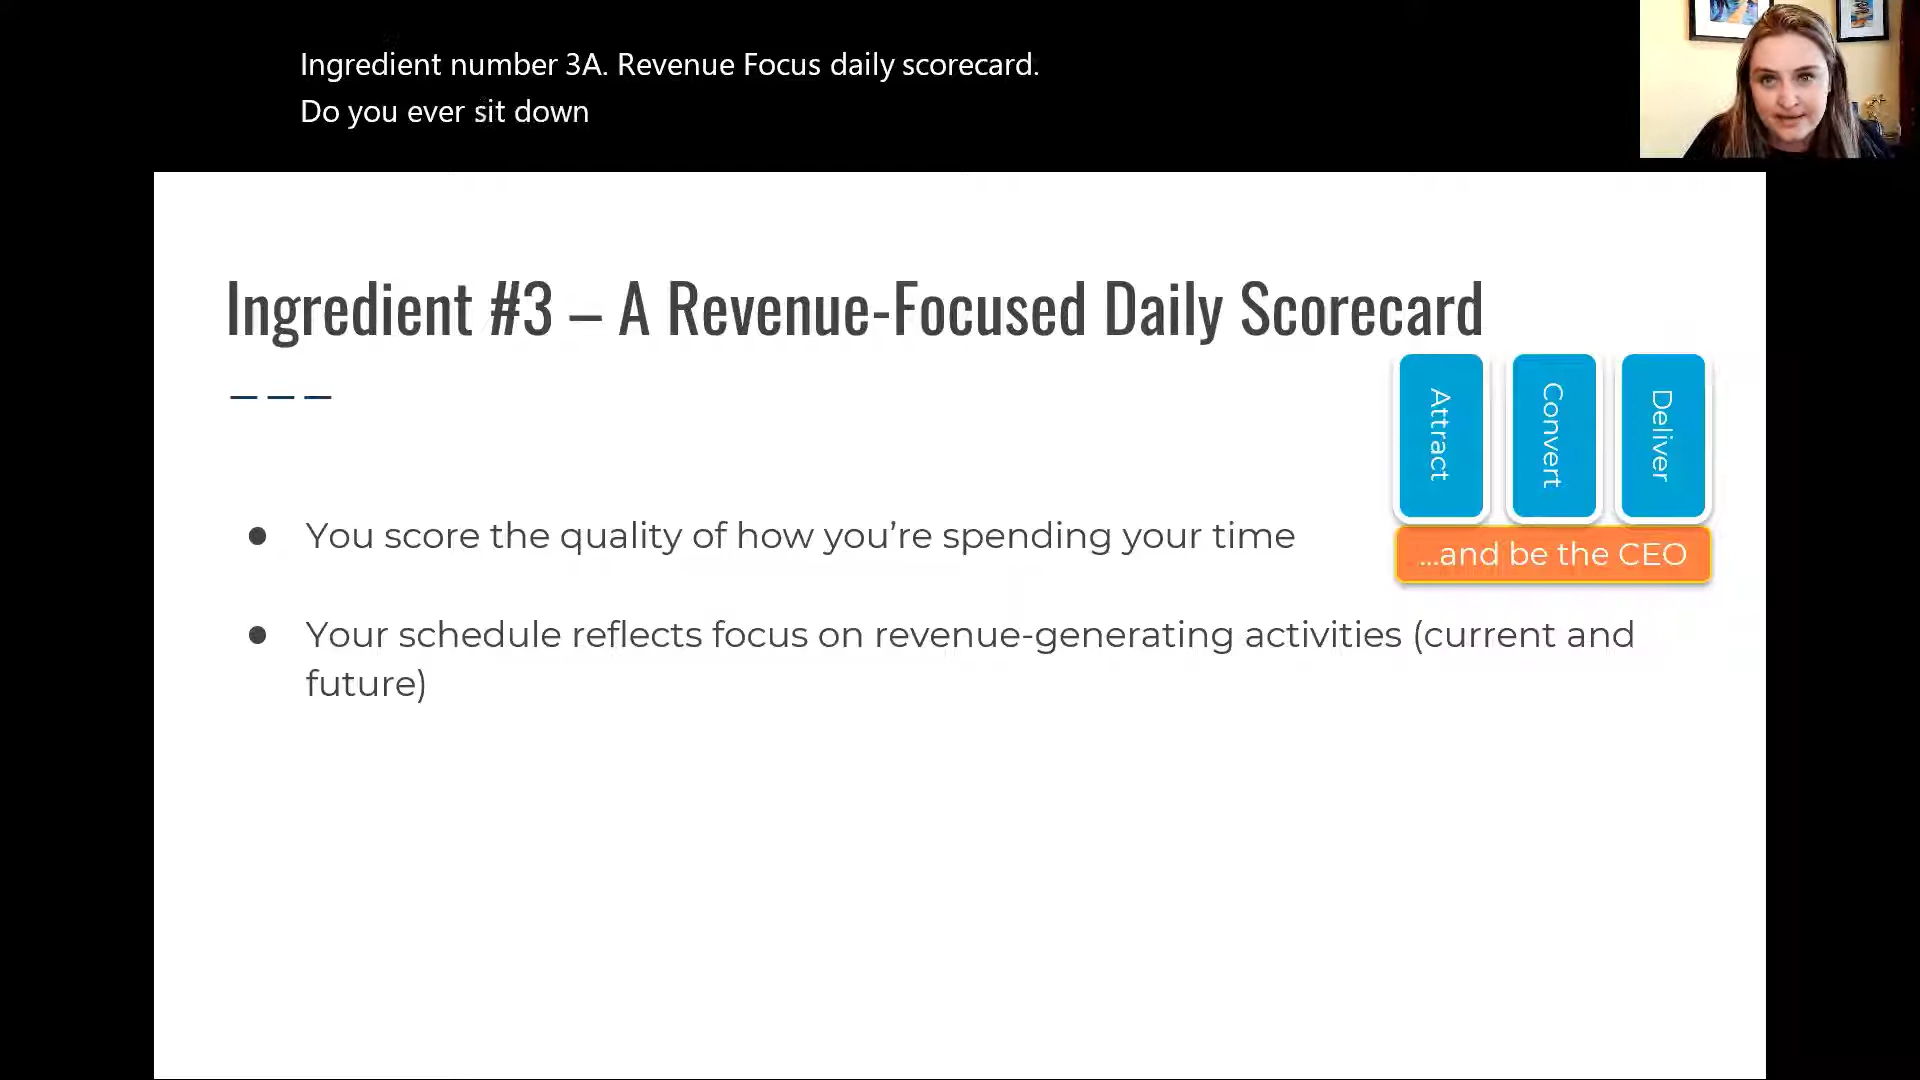 Ingredient number 3A. Revenue Focus daily scorecard.
Do you ever sit down
Ingredient #3 – A Revenue-Focused Daily Scorecard
Attract
Convert
Deliver
...and be the CEO
● You score the quality of how you’re spending your time
● Your schedule reflects focus on revenue-generating activities (current and
future)